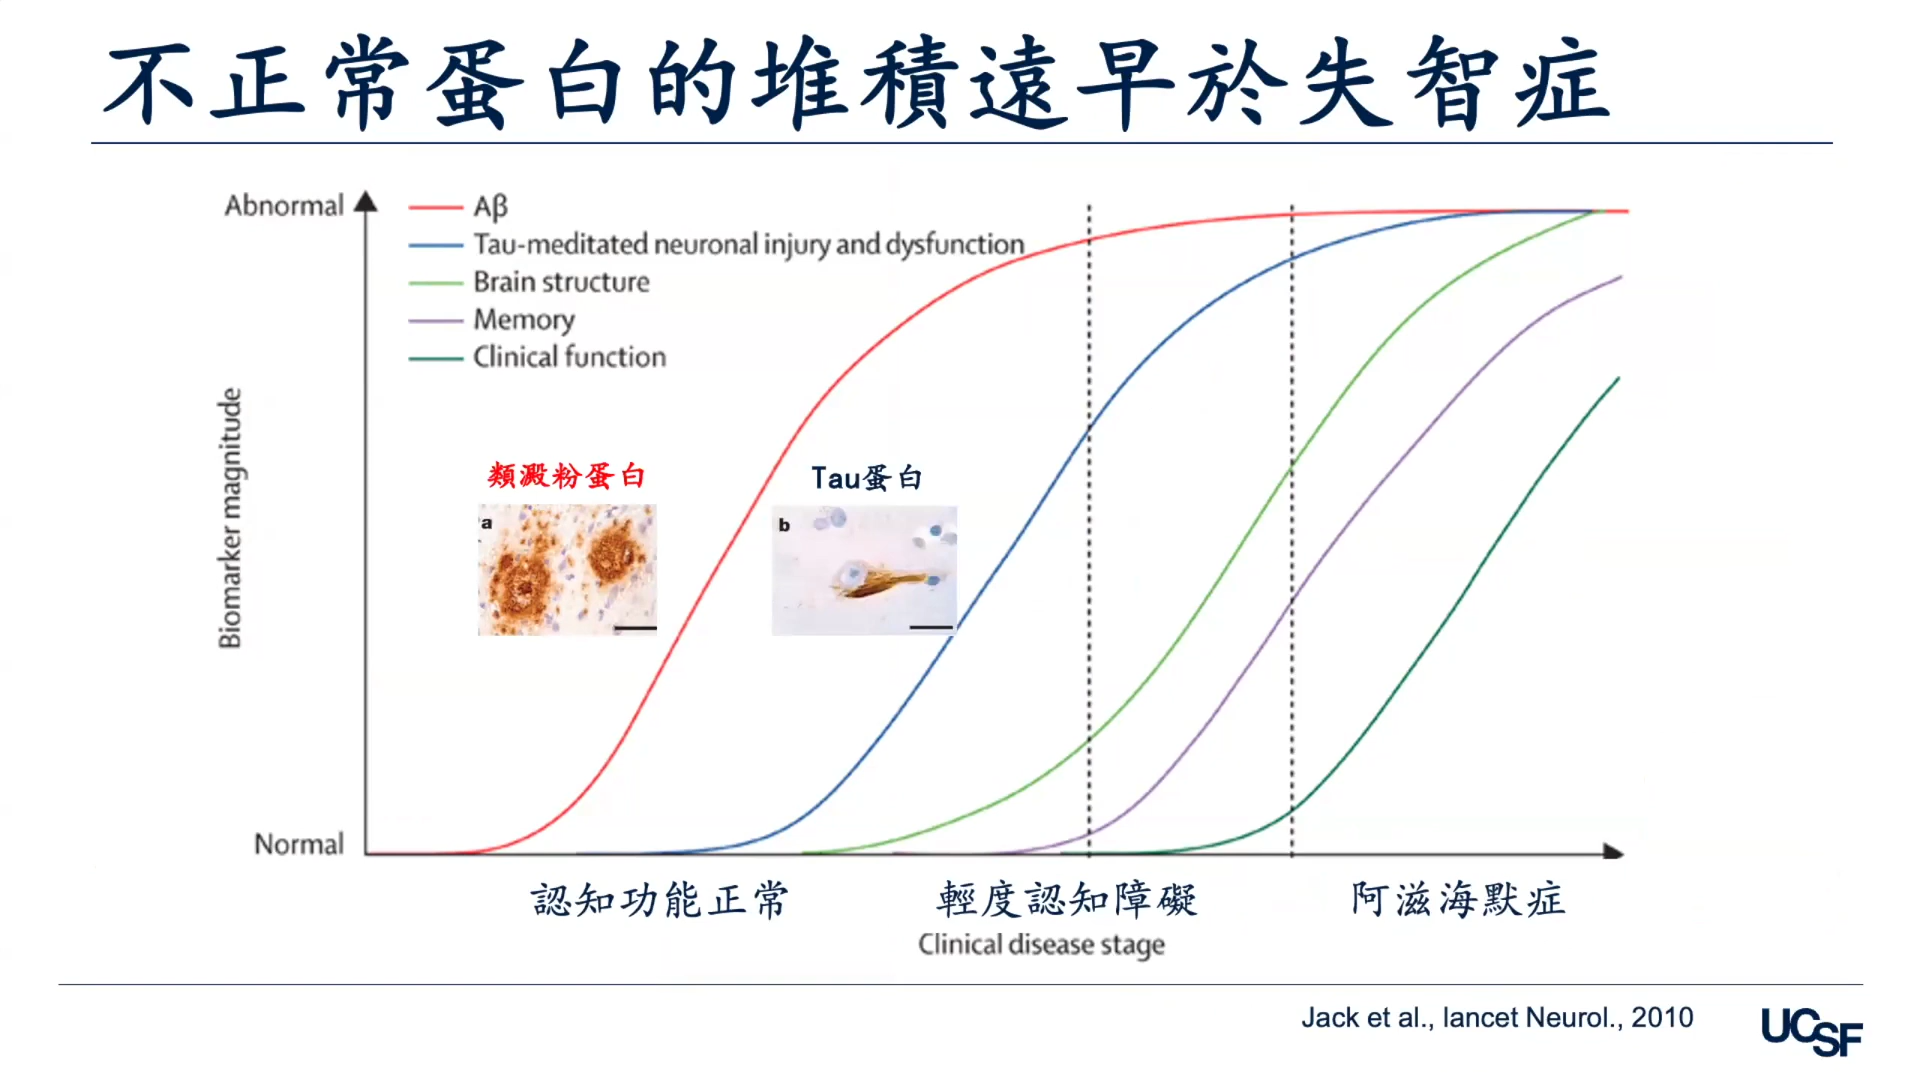 不正常蛋白的堆積遠早於失智症
Abnormal
Aβ
Tau-meditated neuronal injury and dysfunction
Brain structure
Memory
Clinical function
Biomarker magnitude
類澱粉蛋白
Tau蛋白
a
b
Normal
認知功能正常
輕度認知障礙
阿滋海默症
Clinical disease stage
Jack et al., lancet Neurol., 2010
UCSF